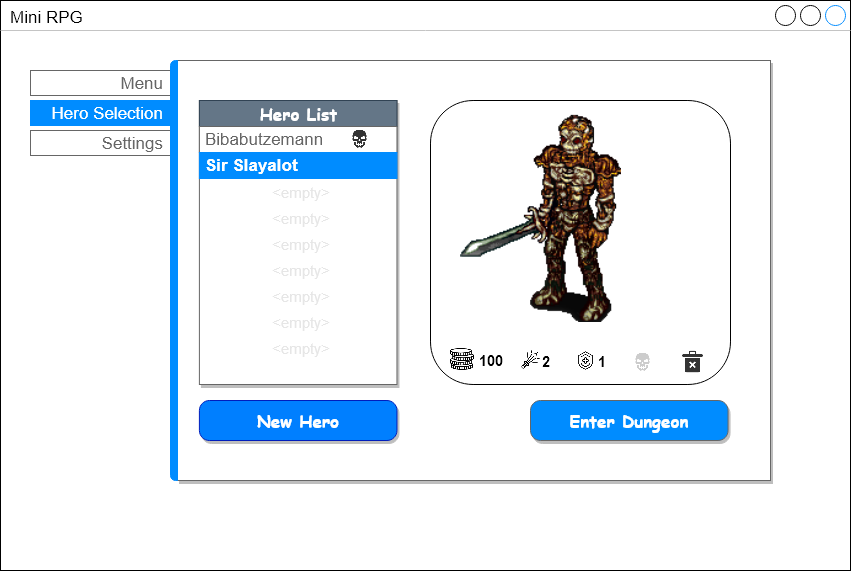 Mini RPG
Menu
Hero Selection
Settings
Hero List
Bibabutzemann
Sir Slayalot
<empty>
<empty>
<empty>
<empty>
<empty>
<empty>
<empty>
100 2 1
New Hero
Enter Dungeon